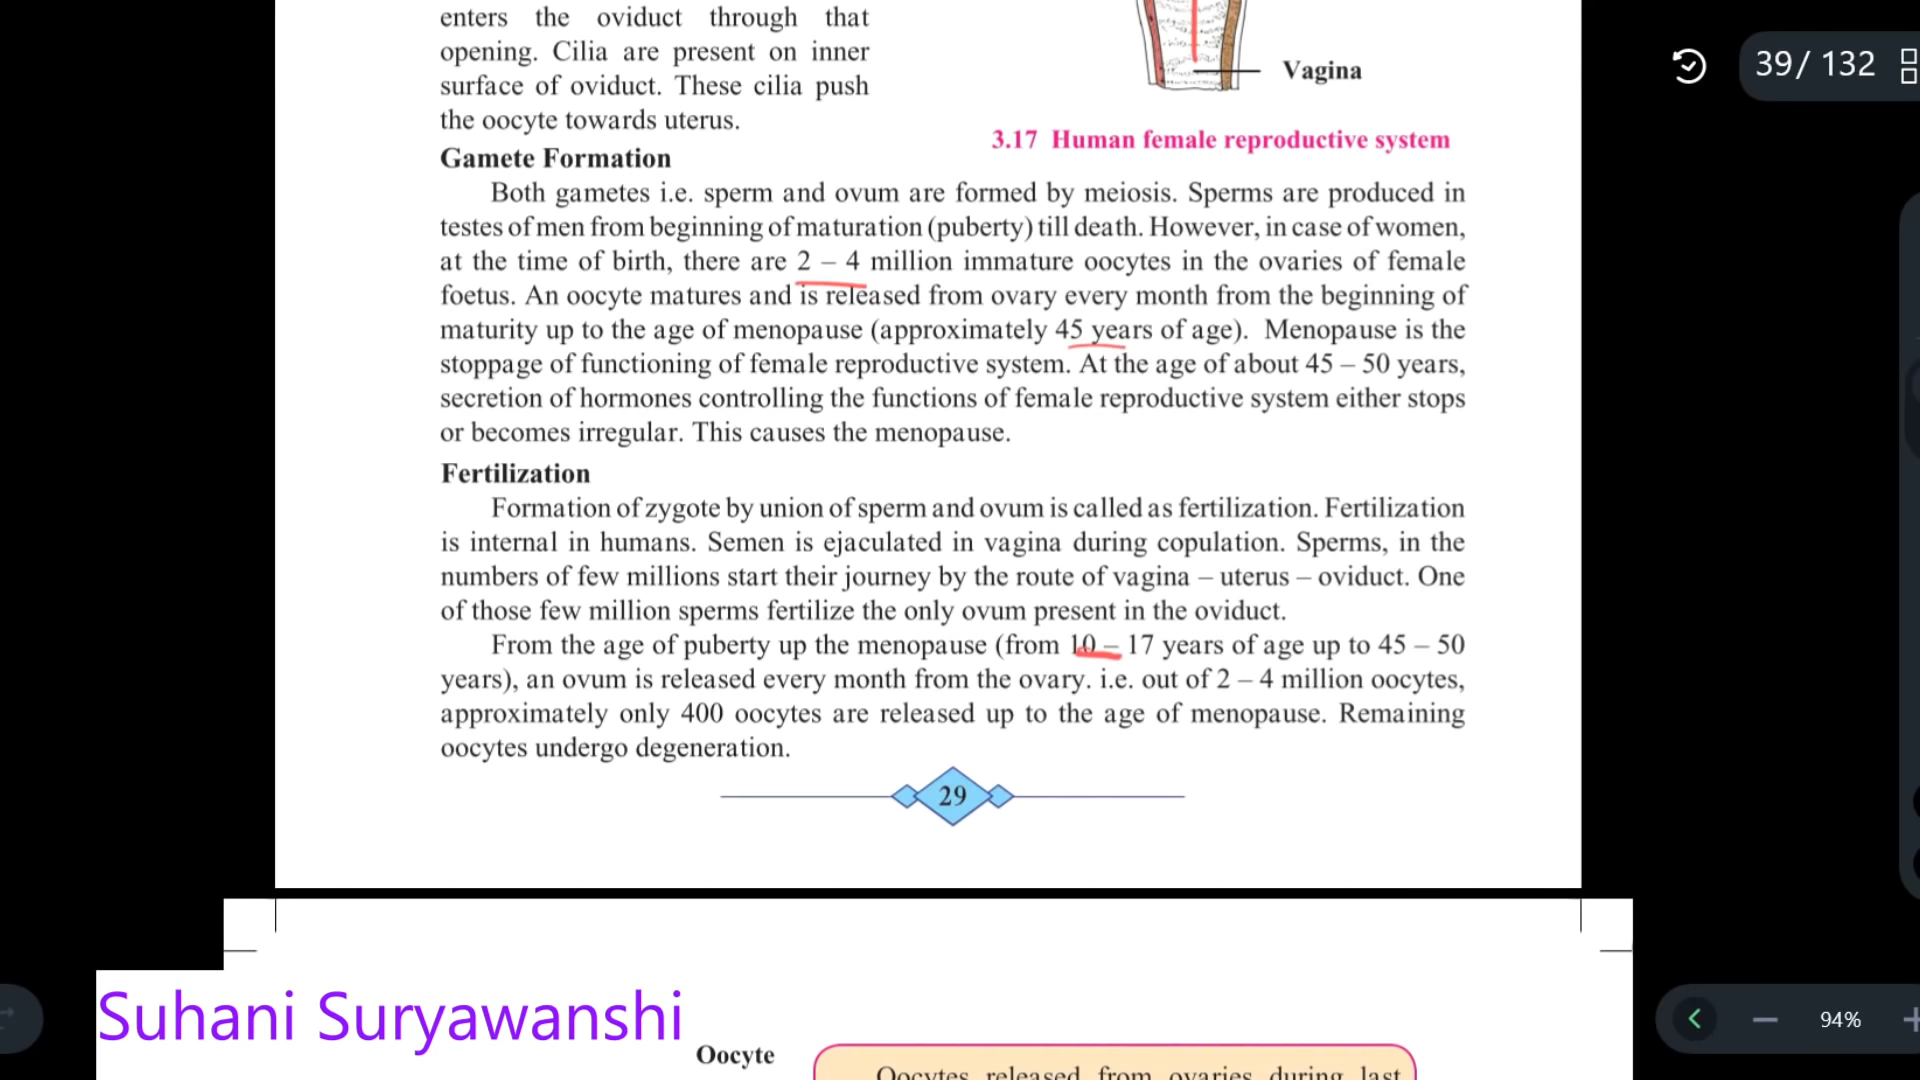 enters the oviduct through that
opening. Cilia are present on inner
surface of oviduct. These cilia push
the oocyte towards uterus.
Vagina
39/ 132
3.17 Human female reproductive system
Gamete Formation
Both gametes i.e. sperm and ovum are formed by meiosis. Sperms are produced in
testes of men from beginning of maturation (puberty) till death. However, in case of women,
at the time of birth, there are 2 – 4 million immature oocytes in the ovaries of female
foetus. An oocyte matures and is released from ovary every month from the beginning of
maturity up to the age of menopause (approximately 45 years of age). Menopause is the
stoppage of functioning of female reproductive system. At the age of about 45 – 50 years,
secretion of hormones controlling the functions of female reproductive system either stops
or becomes irregular. This causes the menopause.
Fertilization
Formation of zygote by union of sperm and ovum is called as fertilization. Fertilization
is internal in humans. Semen is ejaculated in vagina during copulation. Sperms, in the
numbers of few millions start their journey by the route of vagina – uterus – oviduct. One
of those few million sperms fertilize the only ovum present in the oviduct.
From the age of puberty up the menopause (from 10 – 17 years of age up to 45 – 50
years), an ovum is released every month from the ovary. i.e. out of 2 – 4 million oocytes,
approximately only 400 oocytes are released up to the age of menopause. Remaining
oocytes undergo degeneration.
29
Suhani Suryawanshi
94%
Oocyte
Oocytes released from ovaries during last